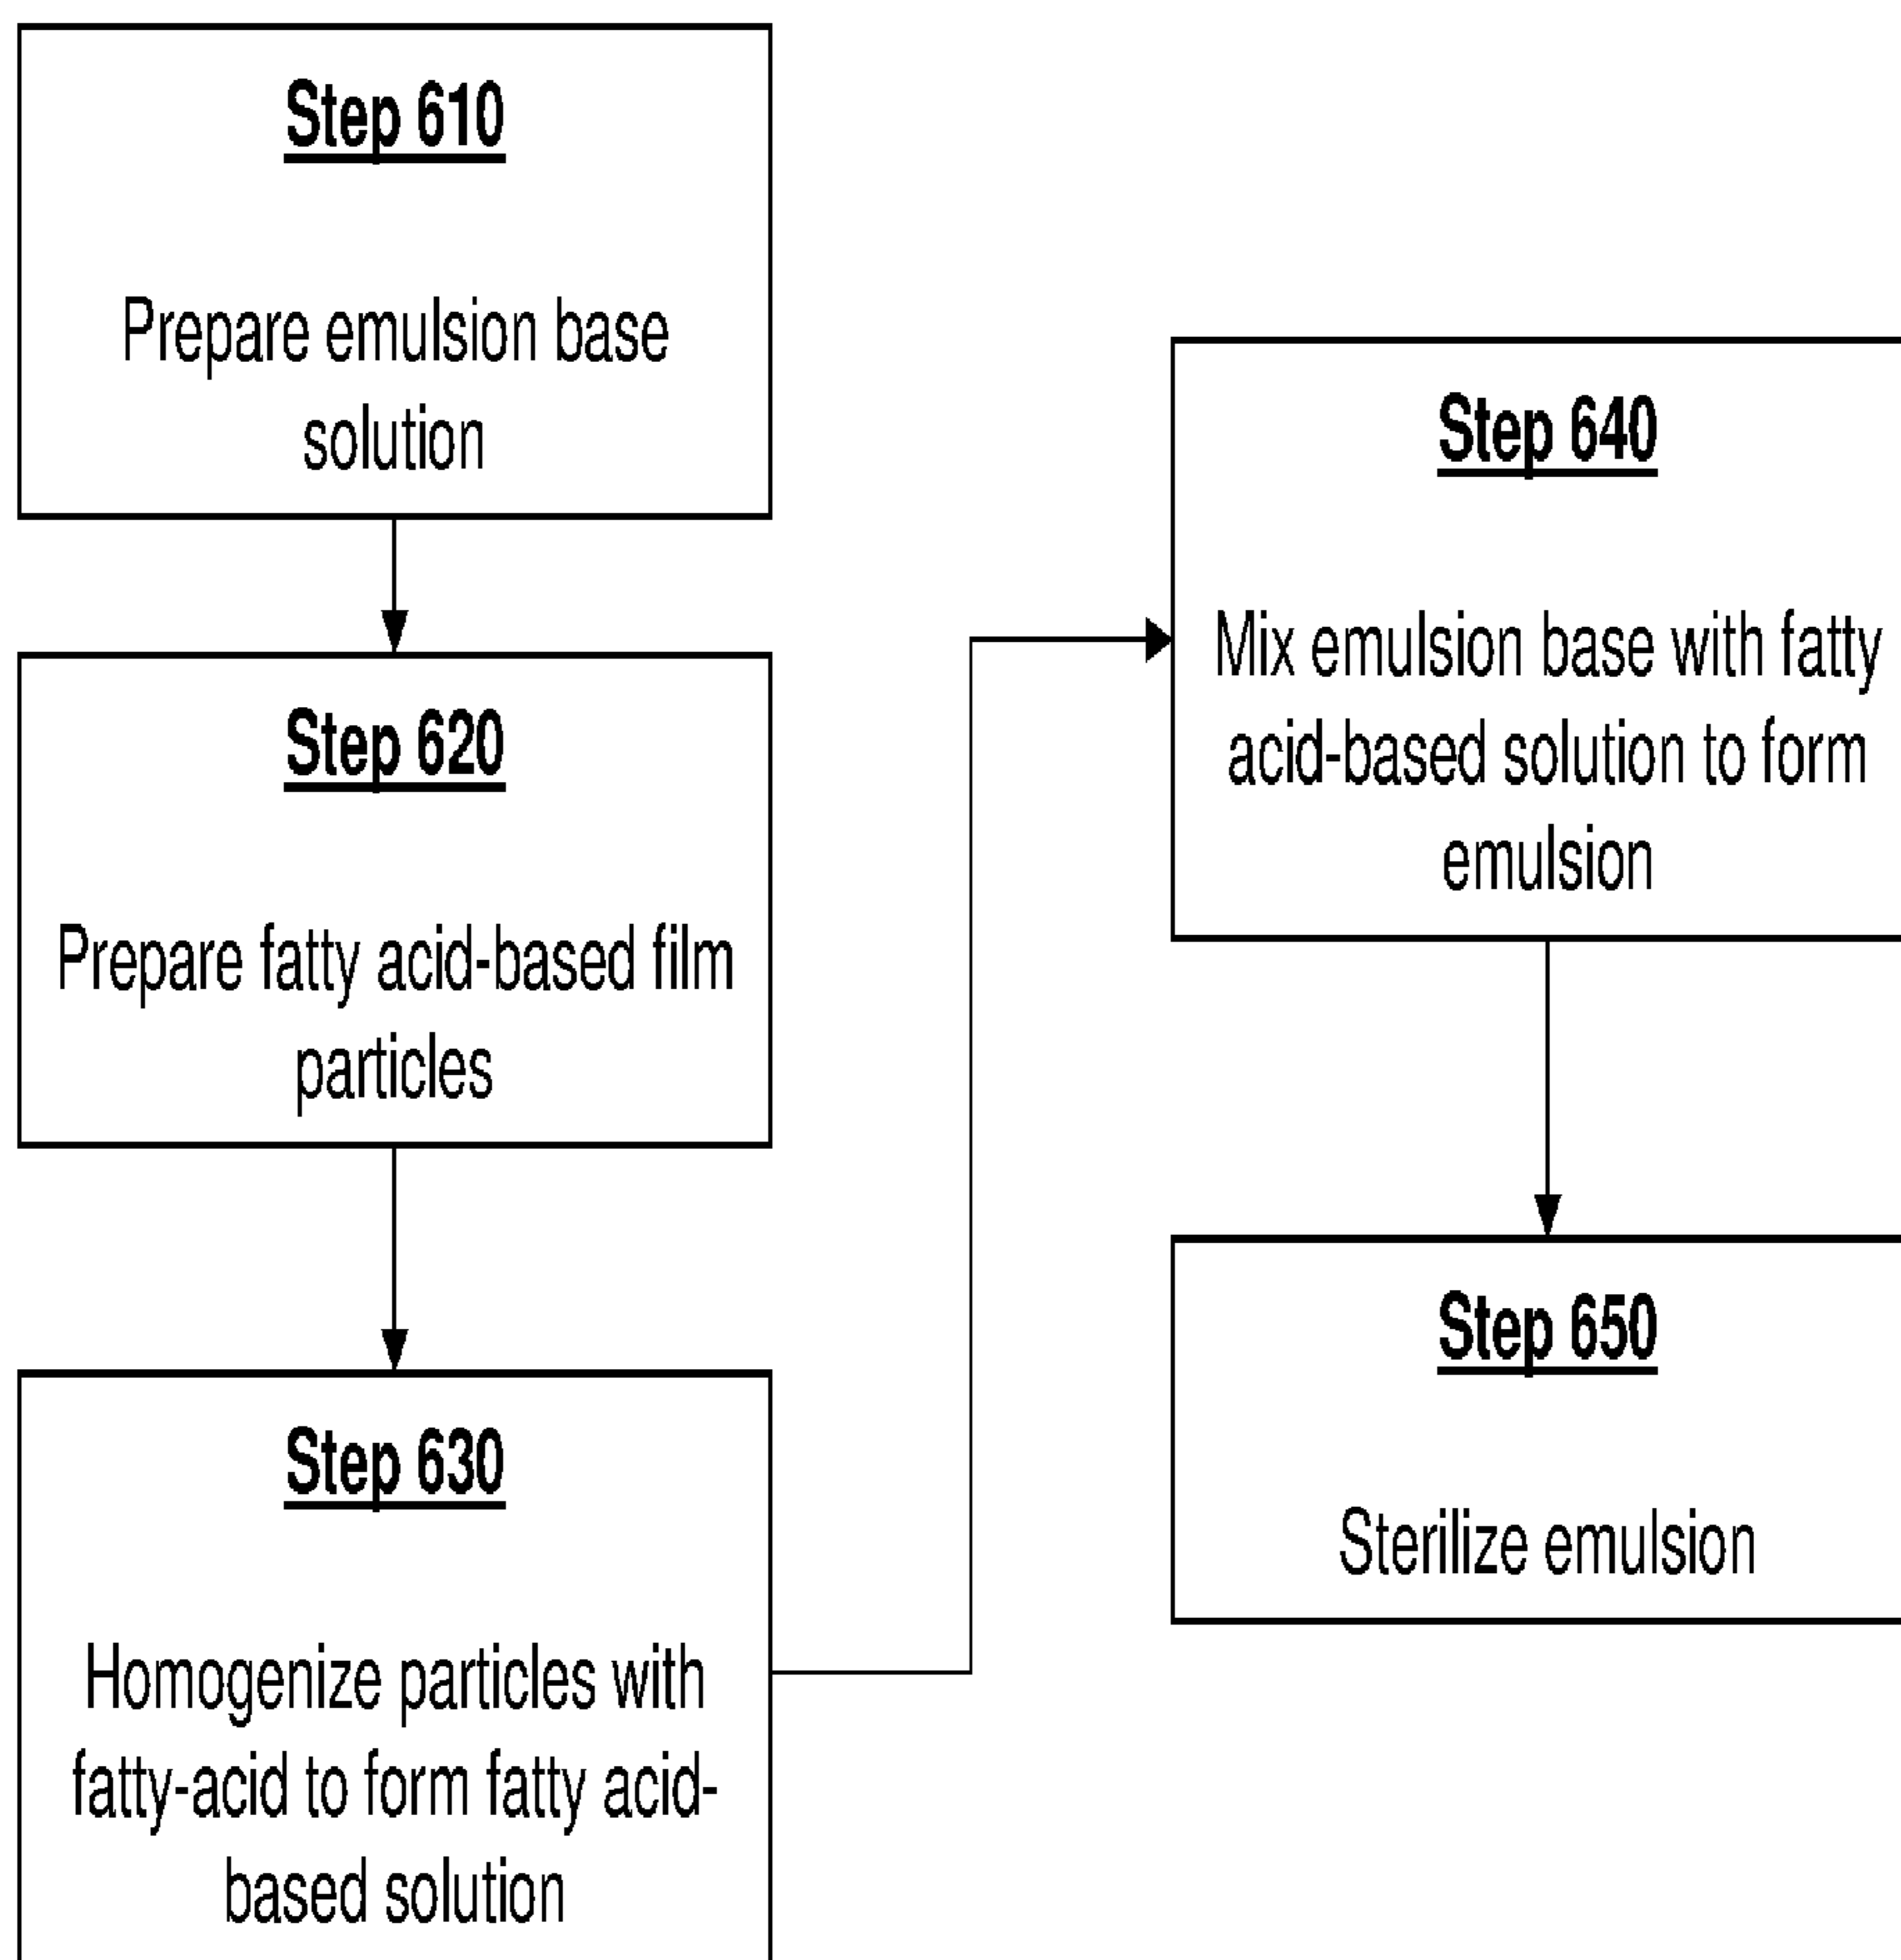 Step 610
Prepare emulsion base
solution
Step 620
Prepare fatty acid-based film
particles
Step 630
Homogenize particles with
fatty-acid to form fatty acid-
based solution
Step 640
Mix emulsion base with fatty
acid-based solution to form
emulsion
Step 650
Sterilize emulsion